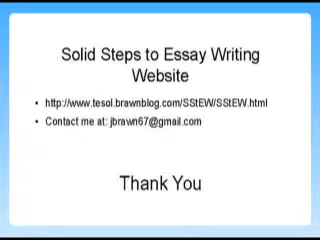 Solid Steps to Essay Writing
Website
• http://www.tesol.brawnblog.com/SStEW/SStEW.html
• Contact me at: jbrawn67@gmail.com
Thank You